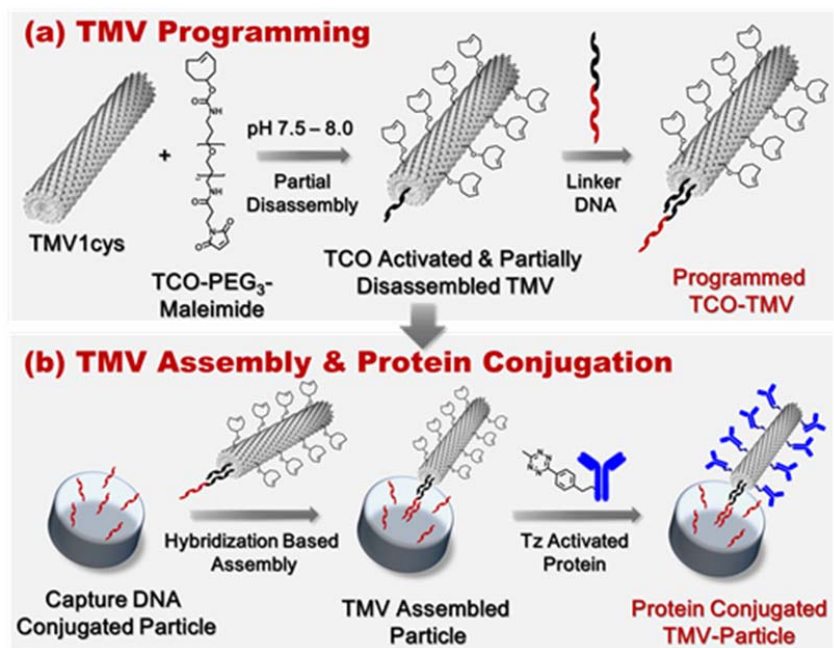 (a) TMV Programming
TMV1cys
+
TCO-PEG₃-
Maleimide
pH 7.5 – 8.0
Partial
Disassembly
TCO Activated & Partially
Disassembled TMV
Linker
DNA
Programmed
TCO-TMV
(b) TMV Assembly & Protein Conjugation
Capture DNA
Conjugated Particle
Hybridization Based
Assembly
TMV Assembled
Particle
Tz Activated
Protein
Protein Conjugated
TMV-Particle